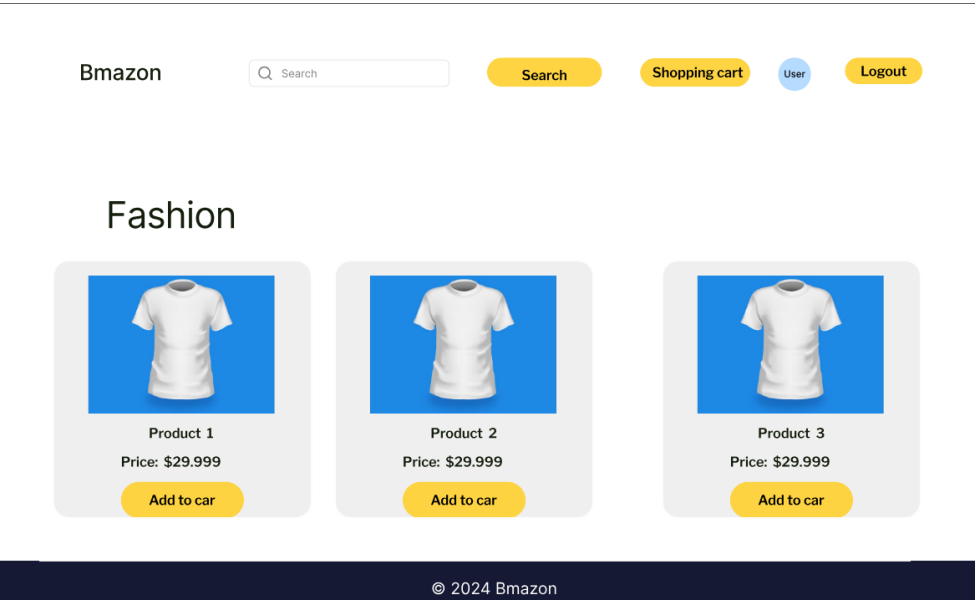 Bmazon
Search
Search
Shopping cart
User
Logout
Fashion
Product 1
Price: $29.999
Add to car
Product 2
Price: $29.999
Add to car
Product 3
Price: $29.999
Add to car
© 2024 Bmazon